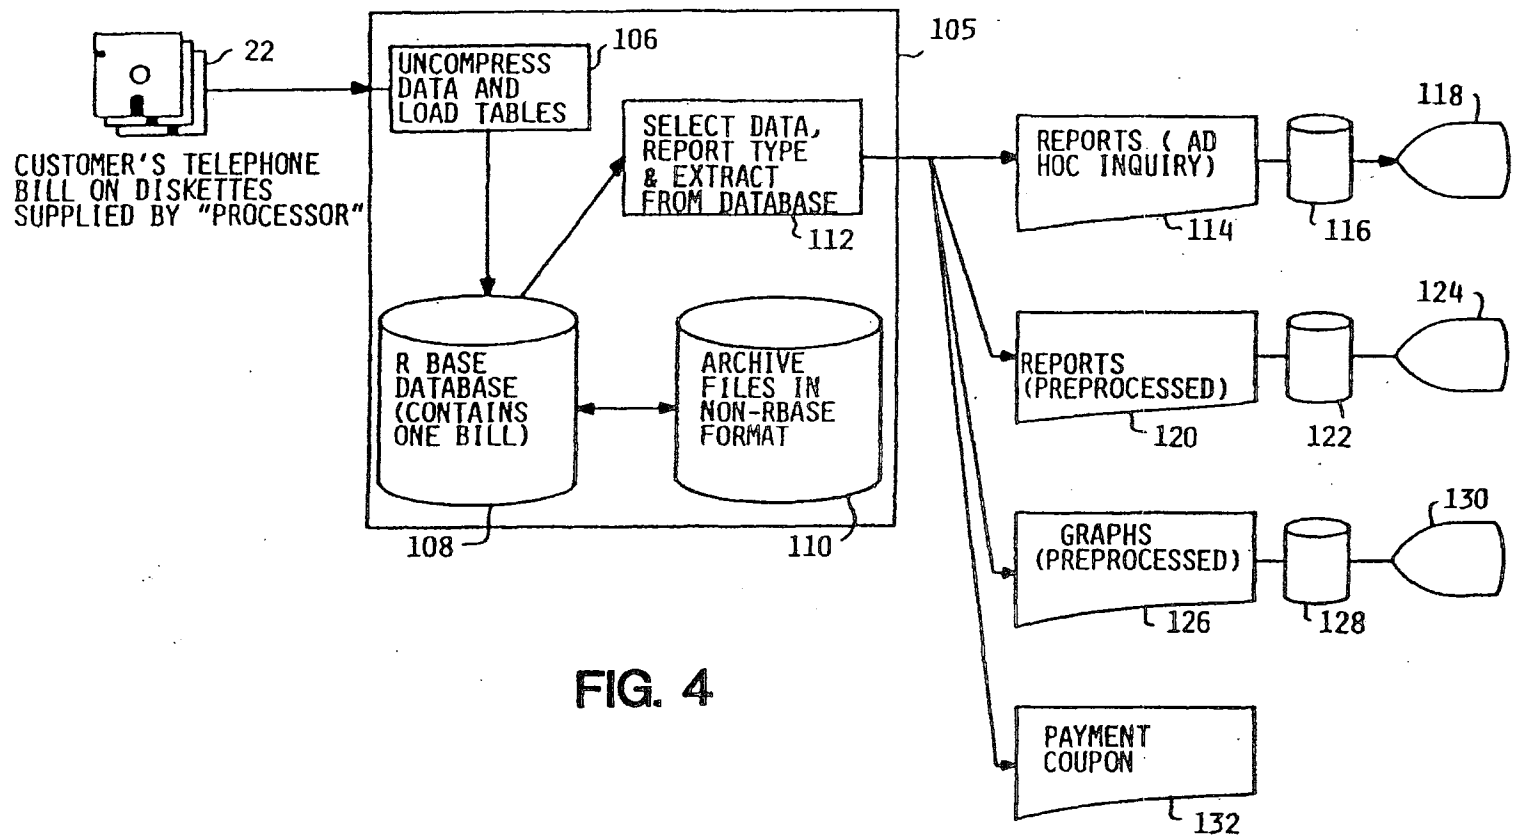 22
CUSTOMER'S TELEPHONE
BILL ON DISKETTES
SUPPLIED BY "PROCESSOR"
105
106
UNCOMPRESS
DATA AND
LOAD TABLES
SELECT DATA,
REPORT TYPE
& EXTRACT
FROM DATABASE
112
R BASE
DATABASE
(CONTAINS
ONE BILL)
108
ARCHIVE
FILES IN
NON-RBASE
FORMAT
110
REPORTS ( AD
HOC INQUIRY)
114
116
118
REPORTS
(PREPROCESSED)
120
122
124
GRAPHS
(PREPROCESSED)
126
128
130
PAYMENT
COUPON
132
FIG. 4